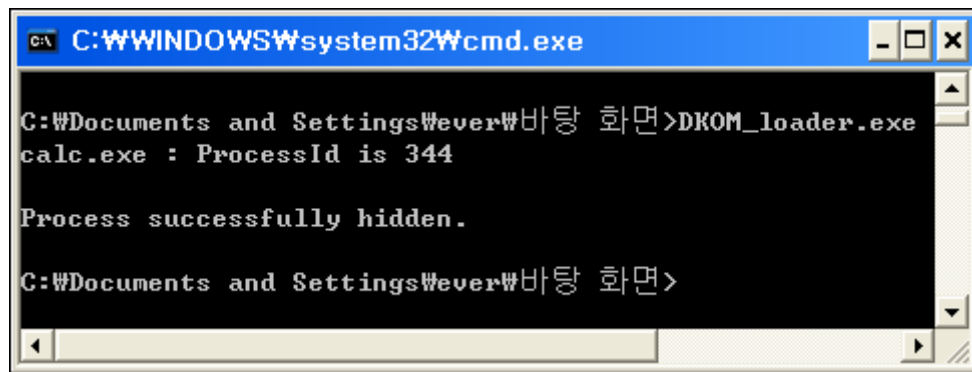 C:\ C:₩WINDOWS₩system32₩cmd.exe
C:₩Documents and Settings₩ever₩바탕 화면>DKOM_loader.exe
calc.exe : ProcessId is 344
Process successfully hidden.
C:₩Documents and Settings₩ever₩바탕 화면>